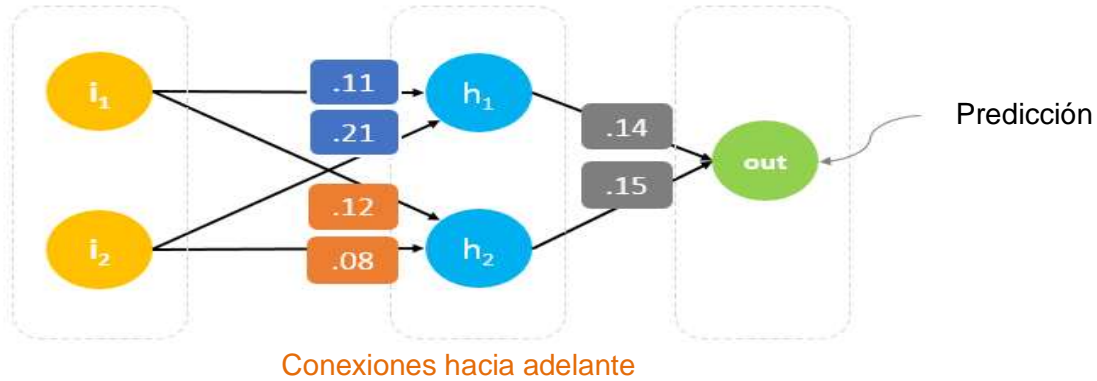 i₁
.11
h₁
.21
.14
out
Predicción
.15
.12
i₂
.08
h₂
Conexiones hacia adelante